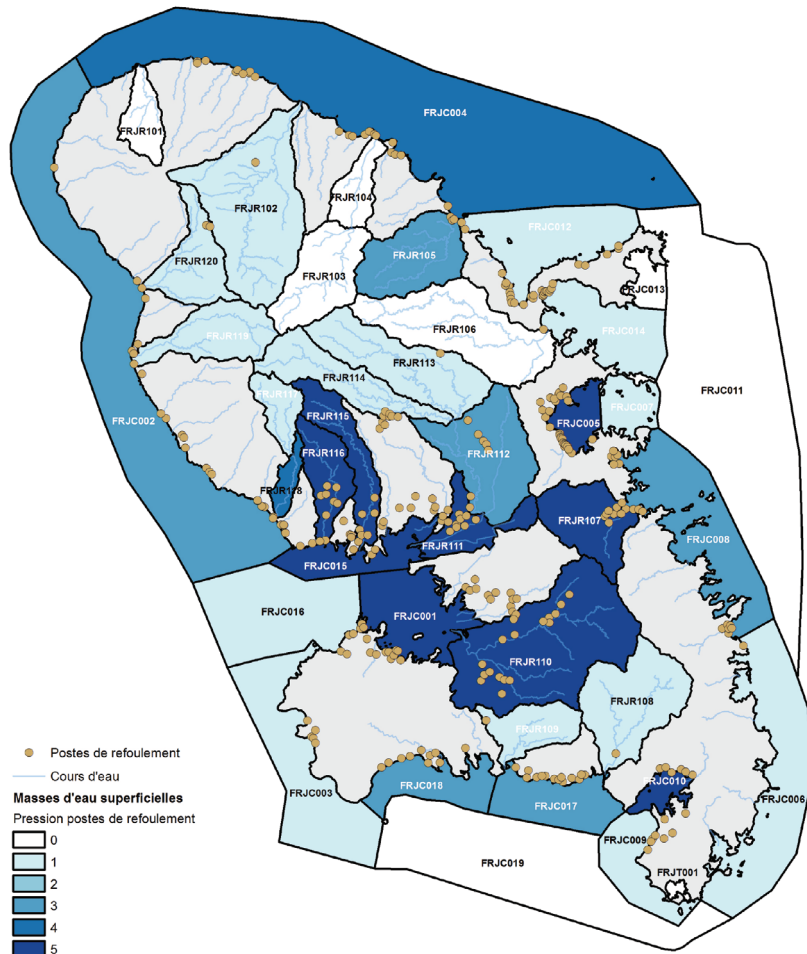 FRJC004
FRJR101
FRJR104
FRJR102
FRJC012
FRJR105
FRJR120
FRJR103
FRJC013
FRJR106
FRJC014
FRJR119
FRJR113
FRJC011
FRJR114
FRJC002
FRJR117
FRJC007
FRJR115
FRJC005
FRJR116
FRJR112
FRJR118
FRJR107
FRJC008
FRJR111
FRJC015
FRJC016
FRJC001
FRJR110
FRJR108
FRJR109
FRJC010
FRJC003
FRJC018
FRJC006
FRJC017
FRJC009
FRJC019
FRJT001
Postes de refoulement
Cours d'eau
Masses d'eau superficielles
Pression postes de refoulement
0
1
2
3
4
5